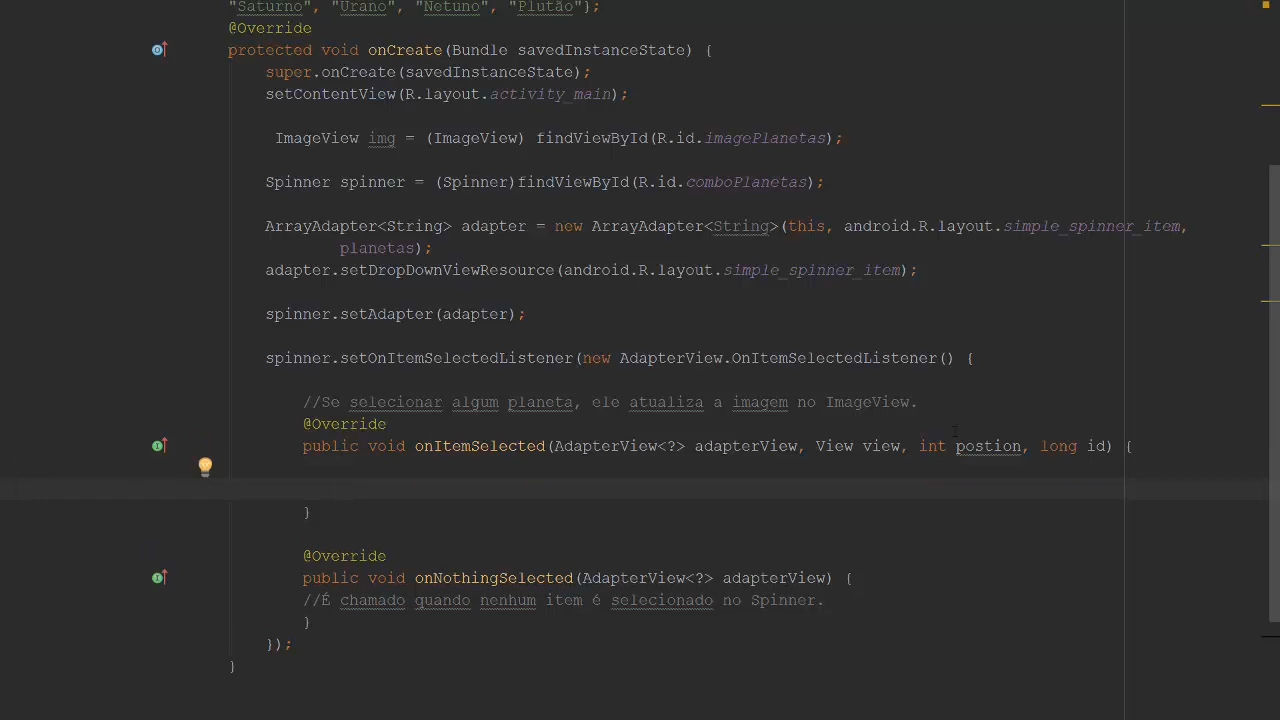 "Saturno", "Urano", "Netuno", "Plutão"};
@Override
protected void onCreate(Bundle savedInstanceState) {
super.onCreate(savedInstanceState);
setContentView(R.layout.activity_main);
ImageView img = (ImageView) findViewById(R.id.imagePlanetas);
Spinner spinner = (Spinner)findViewById(R.id.comboPlanetas);
ArrayAdapter<String> adapter = new ArrayAdapter<String>(this, android.R.layout.simple_spinner_item,
planetas);
adapter.setDropDownViewResource(android.R.layout.simple_spinner_item);
spinner.setAdapter(adapter);
spinner.setOnItemSelectedListener(new AdapterView.OnItemSelectedListener() {
//Se selecionar algum planeta, ele atualiza a imagem no ImageView.
@Override
public void onItemSelected(AdapterView<?> adapterView, View view, int postion, long id) {
}
@Override
public void onNothingSelected(AdapterView<?> adapterView) {
//É chamado quando nenhum item é selecionado no Spinner.
}
});
}